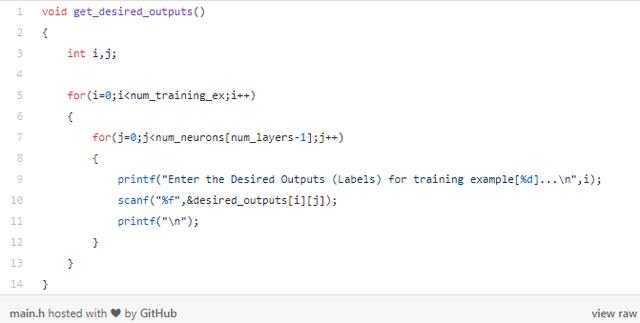 1 void get_desired_outputs()
2 {
3     int i,j;
4
5     for(i=0;i<num_training_ex;i++)
6     {
7         for(j=0;j<num_neurons[num_layers-1];j++)
8         {
9             printf("Enter the Desired Outputs (Labels) for training example[%d]...\n",i);
10             scanf("%f",&desired_outputs[i][j]);
11             printf("\n");
12         }
13     }
14 }
main.h hosted with ❤ by GitHub view raw